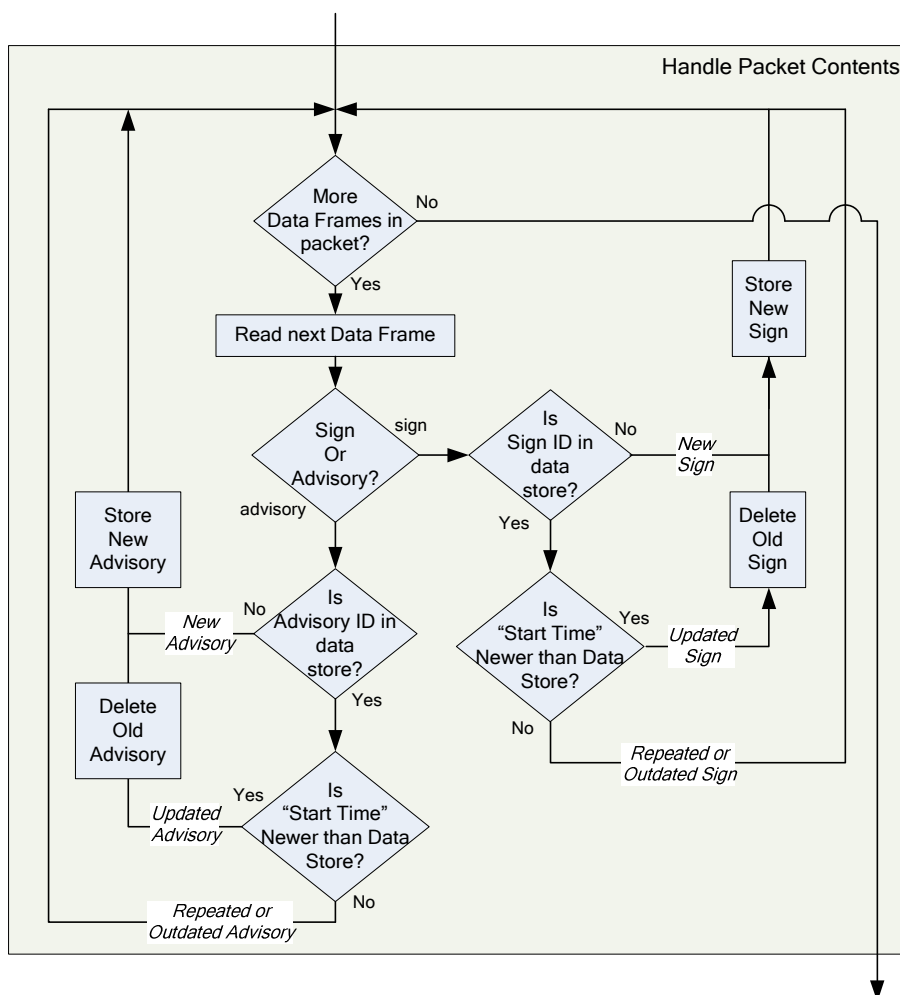 Handle Packet Contents
More
Data Frames in
packet?
No
Yes
Read next Data Frame
Sign
Or
Advisory?
sign
advisory
Is
Sign ID in
data
store?
No
New
Sign
Yes
Store
New
Sign
Delete
Old
Sign
Is
“Start Time”
Newer than Data
Store?
Yes
Updated
Sign
No
Repeated or
Outdated Sign
Store
New
Advisory
Is
Advisory ID in
data
store?
No
New
Advisory
Yes
Delete
Old
Advisory
Is
“Start Time”
Newer than Data
Store?
Yes
Updated
Advisory
No
Repeated or
Outdated Advisory